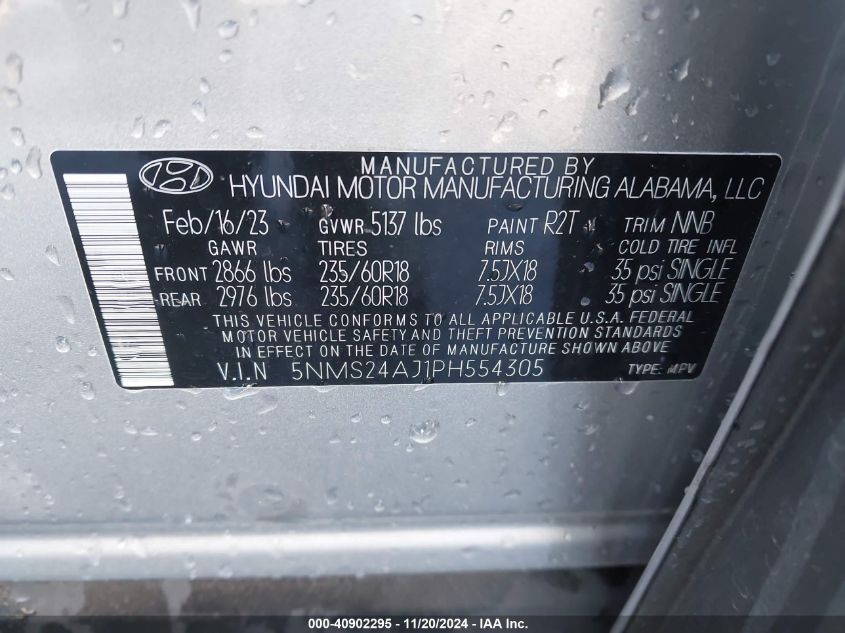 MANUFACTURED BY
HYUNDAI MOTOR MANUFACTURING ALABAMA, LLC
Feb/16/23 GVWR 5137 lbs PAINT R2T TRIM NNB
GAWR TIRES RIMS COLD TIRE INFL
FRONT 2866 lbs 235/60R18 7.5JX18 35 psi SINGLE
REAR 2976 lbs 235/60R18 7.5JX18 35 psi SINGLE
THIS VEHICLE CONFORMS TO ALL APPLICABLE U.S.A. FEDERAL
MOTOR VEHICLE SAFETY AND THEFT PREVENTION STANDARDS
IN EFFECT ON THE DATE OF MANUFACTURE SHOWN ABOVE
V.I.N 5NMS24AJ1PH554305 TYPE: MPV
000-40902295 - 11/20/2024 - IAA Inc.